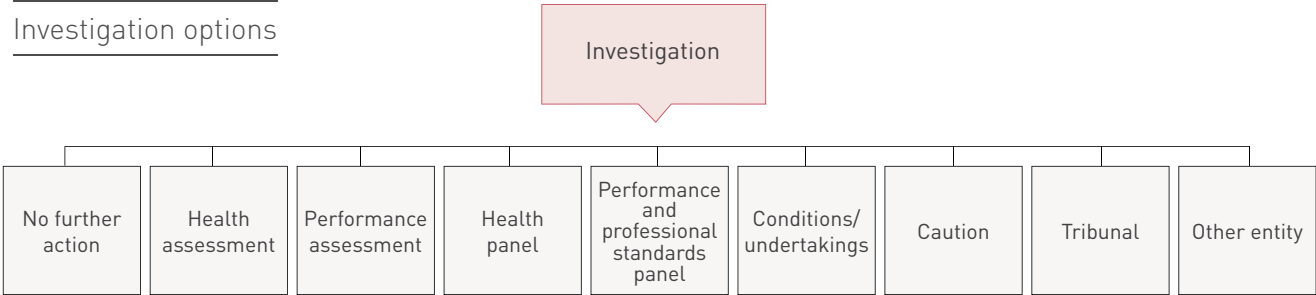 Investigation options
Investigation
No further
action
Health
assessment
Performance
assessment
Health
panel
Performance
and
professional
standards
panel
Conditions/
undertakings
Caution
Tribunal
Other entity